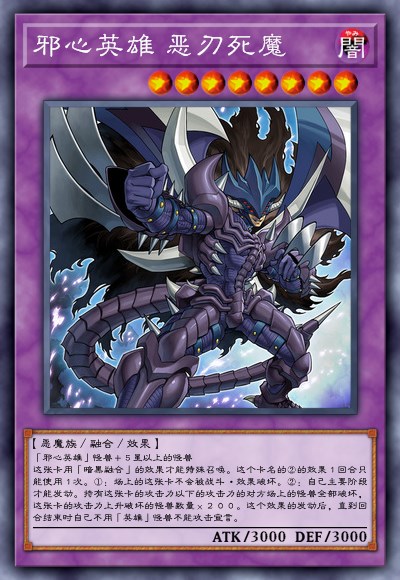 邪心英雄 恶刃死魔
やみ
闇
【恶魔族/融合/效果】
「邪心英雄」怪兽+5星以上的怪兽
这张卡用「暗黑融合」的效果才能特殊召唤。这个卡名的②的效果1回合只
能使用1次。①：场上的这张卡不会被战斗·效果破坏。②：自己主要阶段
才能发动。持有这张卡的攻击力以下的攻击力的对方场上的怪兽全部破坏，
这张卡的攻击力上升破坏的怪兽数量×200。这个效果的发动后，直到回
合结束时自己不用「英雄」怪兽不能攻击宣言。
ATK/3000 DEF/3000